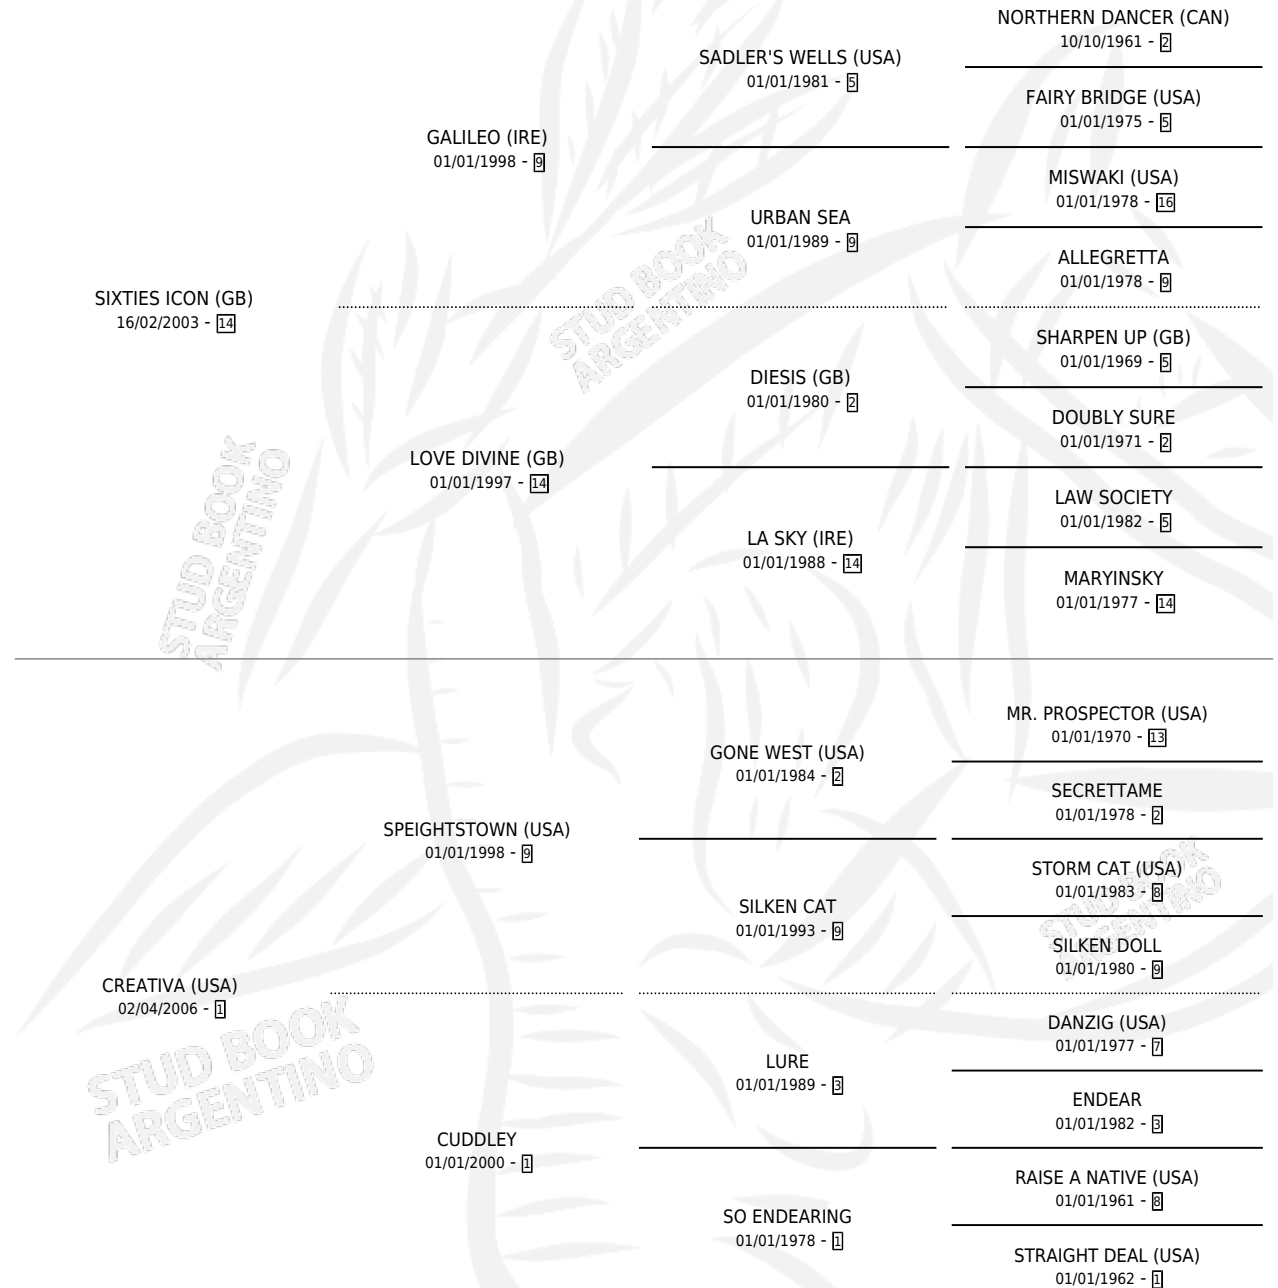 NORTHERN DANCER (CAN)
10/10/1961 - 2
SADLER'S WELLS (USA)
01/01/1981 - 5
FAIRY BRIDGE (USA)
01/01/1975 - 5
GALILEO (IRE)
01/01/1998 - 9
MISWAKI (USA)
01/01/1978 - 16
URBAN SEA
01/01/1989 - 9
ALLEGRETTA
01/01/1978 - 9
SIXTIES ICON (GB)
16/02/2003 - 14
STUD BOOK
ARGENTINO
SHARPEN UP (GB)
01/01/1969 - 5
DIESIS (GB)
01/01/1980 - 2
DOUBLY SURE
01/01/1971 - 2
LOVE DIVINE (GB)
01/01/1997 - 14
LAW SOCIETY
01/01/1982 - 5
LA SKY (IRE)
01/01/1988 - 14
MARYINSKY
01/01/1977 - 14
STUD BOOK
ARGENTINO
MR. PROSPECTOR (USA)
01/01/1970 - 13
GONE WEST (USA)
01/01/1984 - 2
SECRETTAME
01/01/1978 - 2
SPEIGHTSTOWN (USA)
01/01/1998 - 9
STORM CAT (USA)
01/01/1983 - 8
SILKEN CAT
01/01/1993 - 9
STUD BOOK
ARGENTINO
SILKEN DOLL
01/01/1980 - 9
CREATIVA (USA)
02/04/2006 - 1
STUD BOOK
ARGENTINO
DANZIG (USA)
01/01/1977 - 7
LURE
01/01/1989 - 3
ENDEAR
01/01/1982 - 3
CUDDLEY
01/01/2000 - 1
RAISE A NATIVE (USA)
01/01/1961 - 8
SO ENDEARING
01/01/1978 - 1
STRAIGHT DEAL (USA)
01/01/1962 - 1